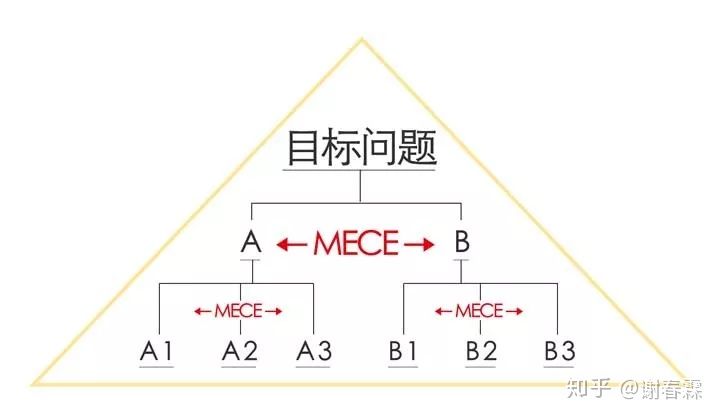 目标问题
A ← MECE → B
← MECE → ← MECE →
A1 A2 A3 B1 B2 B3
知乎 @谢春霖